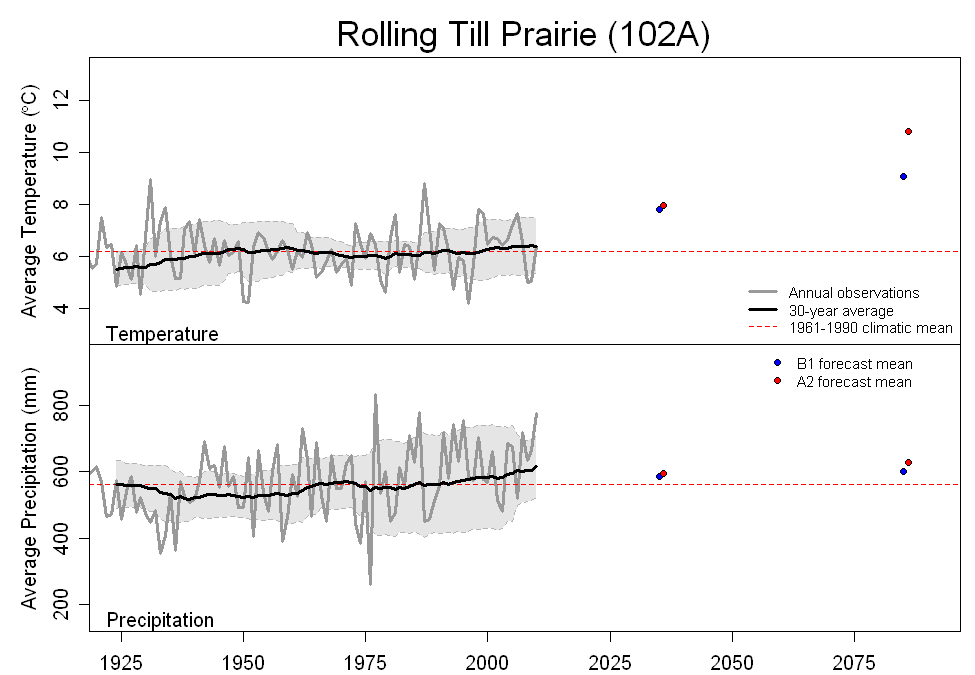 Rolling Till Prairie (102A)
Average Temperature (°C)
12
10
8
6
4
Annual observations
30-year average
1961-1990 climatic mean
Temperature
B1 forecast mean
A2 forecast mean
Average Precipitation (mm)
800
600
400
200
Precipitation
1925 1950 1975 2000 2025 2050 2075